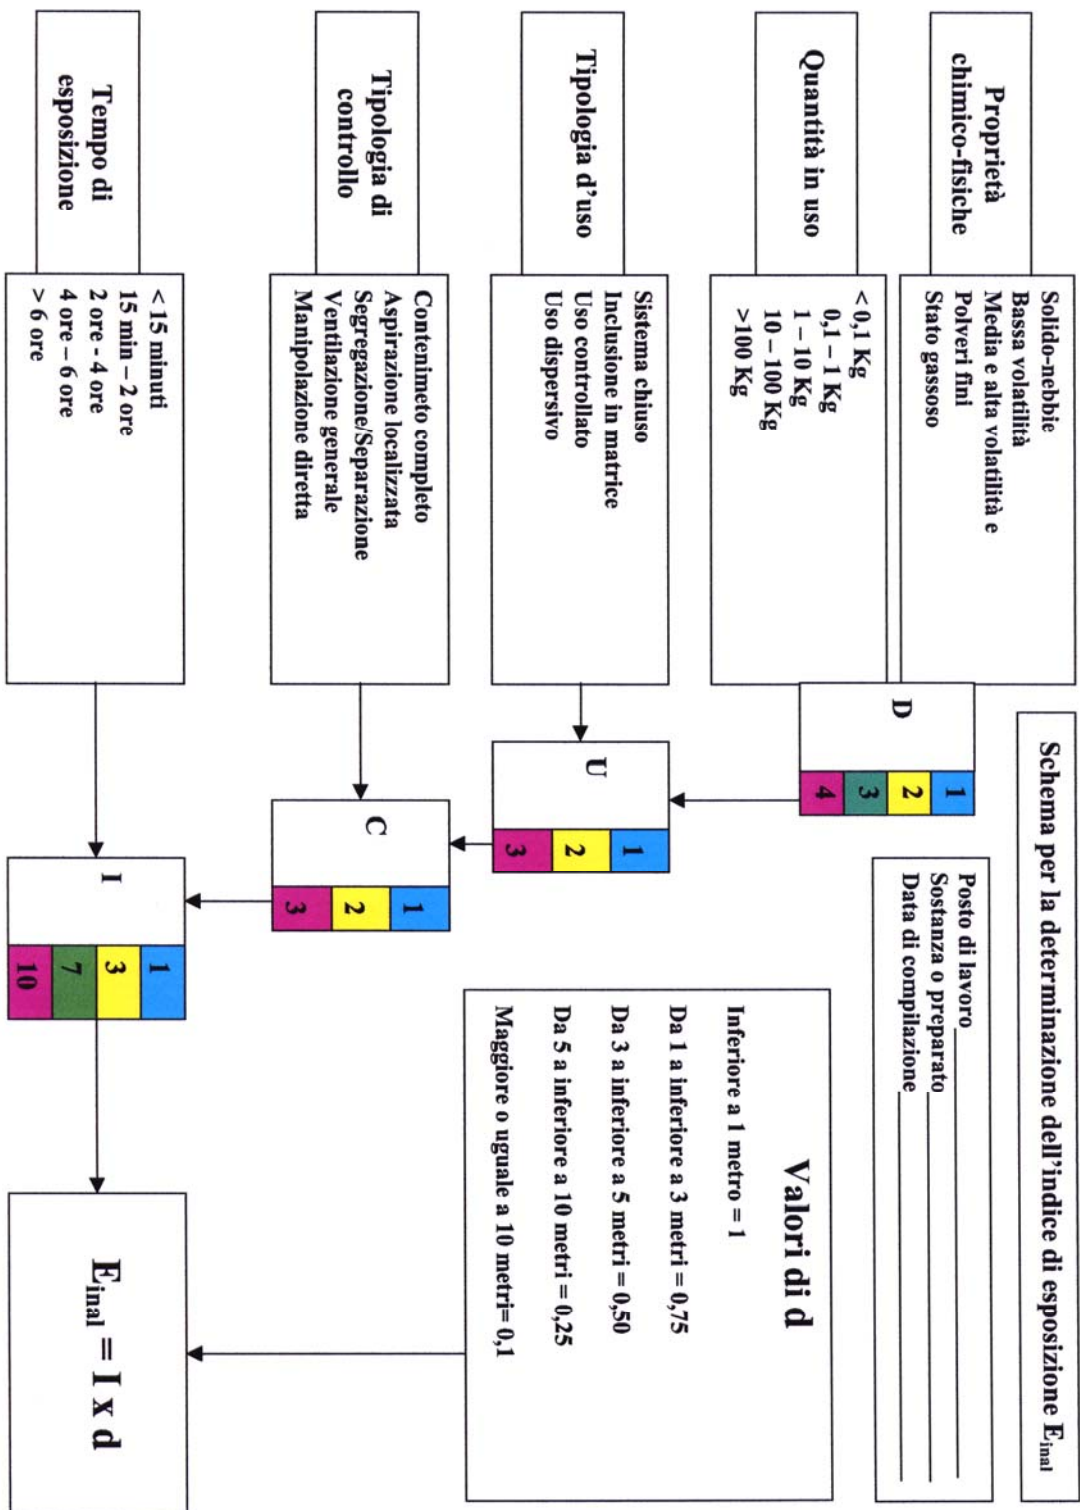 Schema per la determinazione dell'indice di esposizione Einal
Posto di lavoro
Sostanza o preparato
Data di compilazione
Proprietà
chimico-fisiche
Solido-nebbie
Bassa volatilità
Media e alta volatilità e
Polveri fini
Stato gassoso
Quantità in uso
< 0,1 Kg
0,1 – 1 Kg
1 – 10 Kg
10 – 100 Kg
>100 Kg
D
1
2
3
4
Tipologia d'uso
Sistema chiuso
Inclusione in matrice
Uso controllato
Uso dispersivo
U
1
2
3
Tipologia di
controllo
Contenimeto completo
Aspirazione localizzata
Segregazione/Separazione
Ventilazione generale
Manipolazione diretta
C
1
2
3
Tempo di
esposizione
< 15 minuti
15 min – 2 ore
2 ore - 4 ore
4 ore – 6 ore
> 6 ore
I
1
3
7
10
Valori di d
Inferiore a 1 metro = 1
Da 1 a inferiore a 3 metri = 0,75
Da 3 a inferiore a 5 metri = 0,50
Da 5 a inferiore a 10 metri = 0,25
Maggiore o uguale a 10 metri= 0,1
Einal = I x d